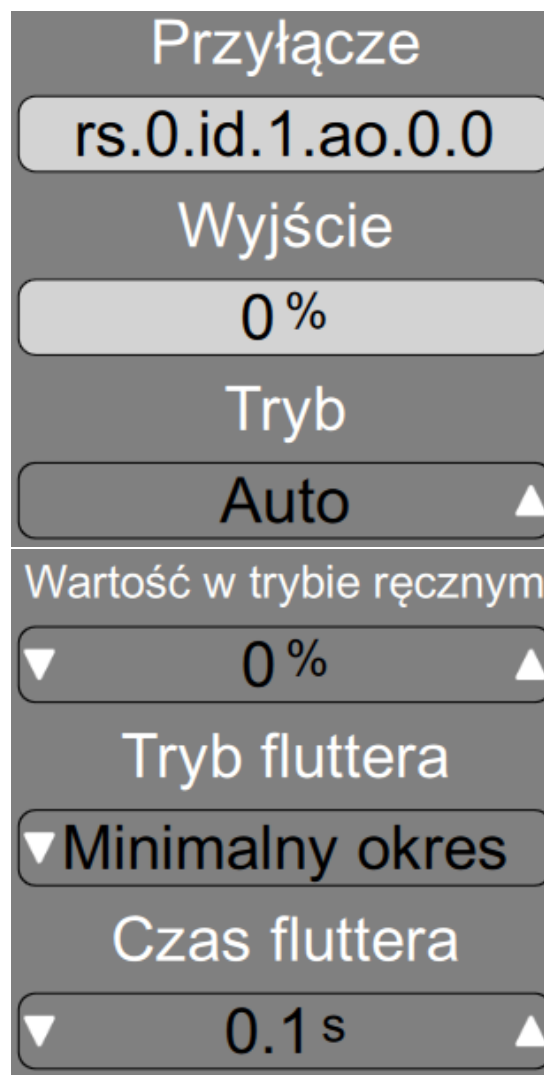 Przyłącze
rs.0.id.1.ao.0.0
Wyjście
0 %
Tryb
Auto
Wartość w trybie ręcznym
0 %
Tryb fluttera
Minimalny okres
Czas fluttera
0.1 s